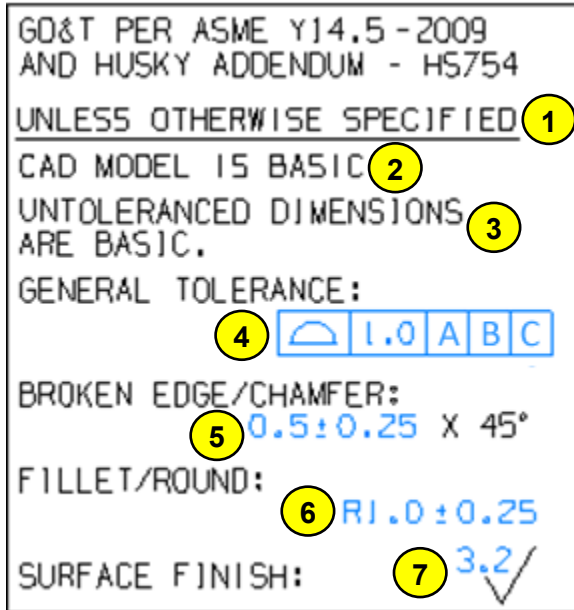 GD&T PER ASME Y14.5-2009
AND HUSKY ADDENDUM - HS754
UNLESS OTHERWISE SPECIFIED 1
CAD MODEL IS BASIC 2
UNTOLERANCED DIMENSIONS 3
ARE BASIC.
GENERAL TOLERANCE:
4 ⌓ 1.0 A B C
BROKEN EDGE/CHAMFER:
5 0.5±0.25 X 45°
FILLET/ROUND:
6 R1.0±0.25
SURFACE FINISH: 7 3.2